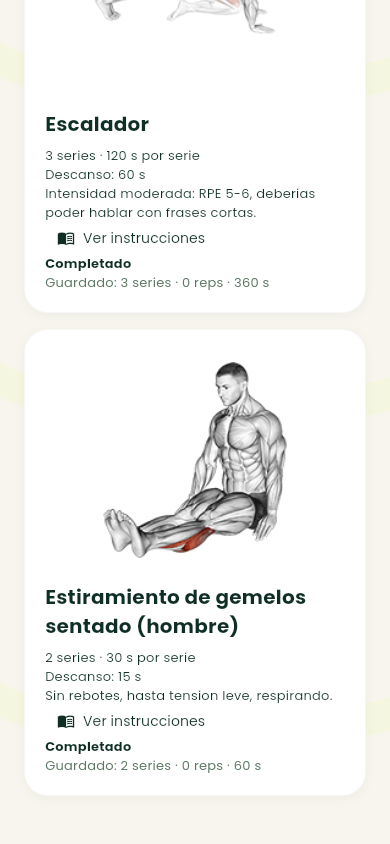 Escalador
3 series · 120 s por serie
Descanso: 60 s
Intensidad moderada: RPE 5-6, deberias
poder hablar con frases cortas.
Ver instrucciones
Completado
Guardado: 3 series · 0 reps · 360 s
Estiramiento de gemelos
sentado (hombre)
2 series · 30 s por serie
Descanso: 15 s
Sin rebotes, hasta tension leve, respirando.
Ver instrucciones
Completado
Guardado: 2 series · 0 reps · 60 s